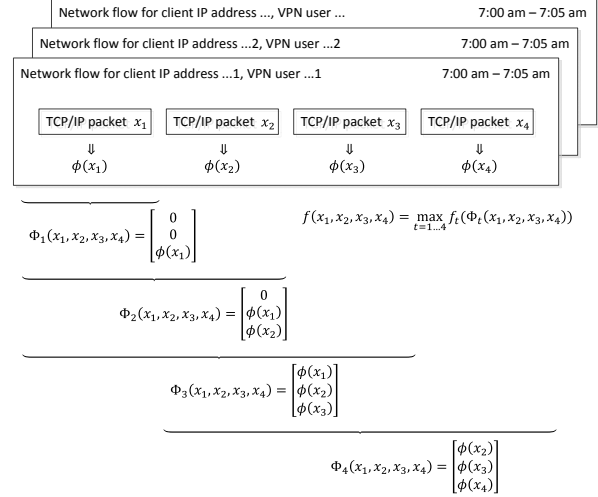 Network flow for client IP address ..., VPN user ... 7:00 am – 7:05 am
Network flow for client IP address ...2, VPN user ...2 7:00 am – 7:05 am
Network flow for client IP address ...1, VPN user ...1 7:00 am – 7:05 am
TCP/IP packet x₁ TCP/IP packet x₂ TCP/IP packet x₃ TCP/IP packet x₄
⇓ ⇓ ⇓ ⇓
ϕ(x₁) ϕ(x₂) ϕ(x₃) ϕ(x₄)
Φ₁(x₁, x₂, x₃, x₄) = [0 0 ϕ(x₁)]
f(x₁, x₂, x₃, x₄) = max t=1…4 fₜ(Φₜ(x₁, x₂, x₃, x₄))
Φ₂(x₁, x₂, x₃, x₄) = [0 ϕ(x₁) ϕ(x₂)]
Φ₃(x₁, x₂, x₃, x₄) = [ϕ(x₁) ϕ(x₂) ϕ(x₃)]
Φ₄(x₁, x₂, x₃, x₄) = [ϕ(x₂) ϕ(x₃) ϕ(x₄)]